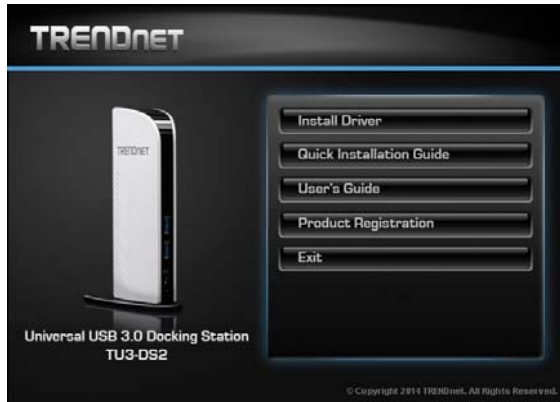 TRENDNET
TRENDNET
Universal USB 3.0 Docking Station
TU3-DS2
Install Driver
Quick Installation Guide
User's Guide
Product Registration
Exit
© Copyright 2014 TRENDnet. All Rights Reserved.